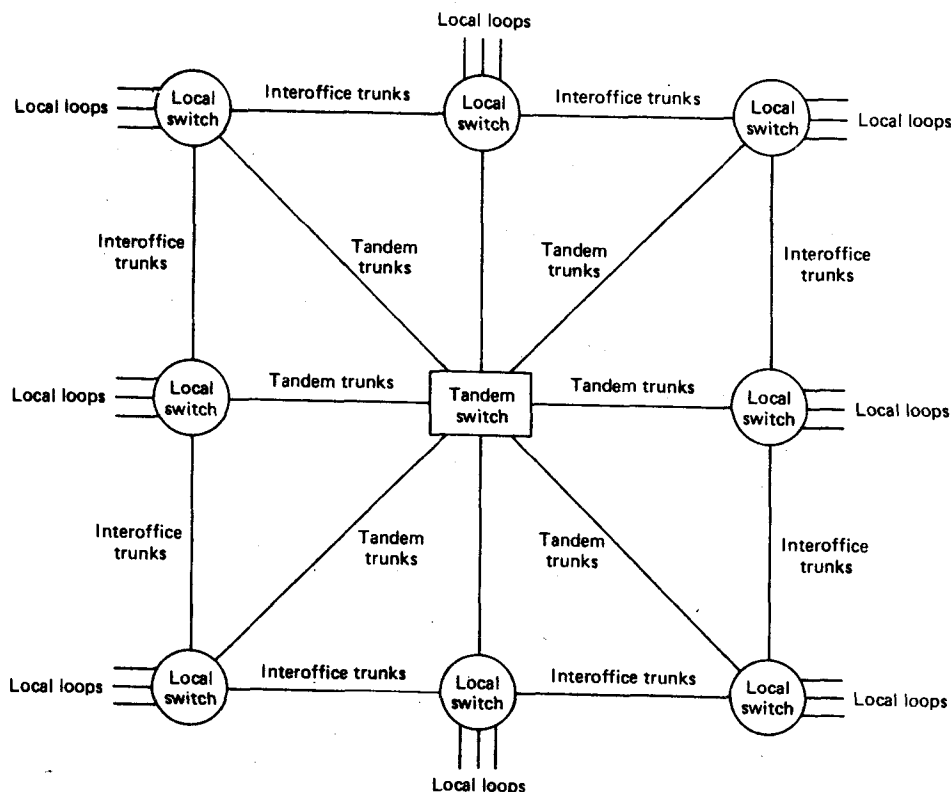 Local loops
Local loops
Local
switch
Interoffice trunks
Local
switch
Interoffice trunks
Local
switch
Local loops
Interoffice
trunks
Tandem
trunks
Tandem
trunks
Interoffice
trunks
Local loops
Local
switch
Tandem trunks
Tandem
switch
Tandem trunks
Local
switch
Local loops
Interoffice
trunks
Tandem
trunks
Tandem
trunks
Interoffice
trunks
Local loops
Local
switch
Interoffice trunks
Local
switch
Interoffice trunks
Local
switch
Local loops
Local loops